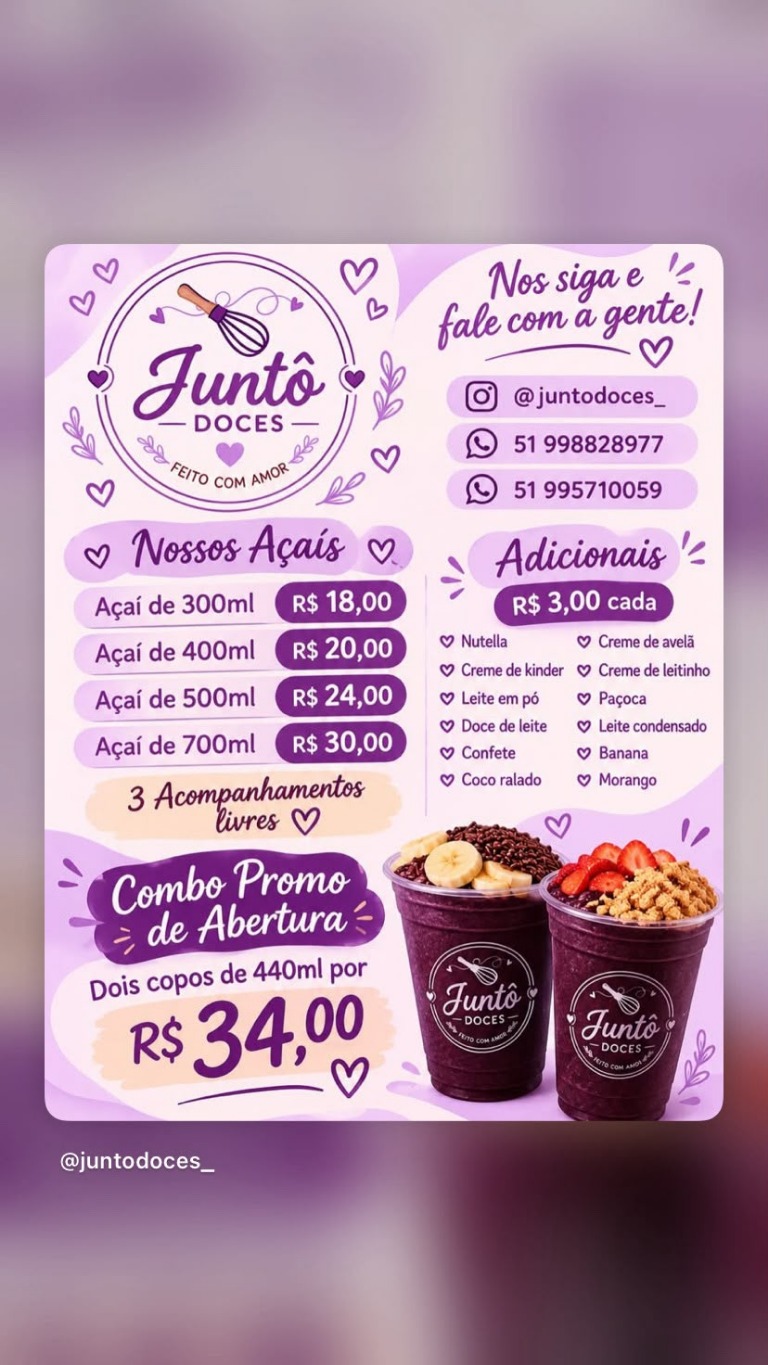 Juntô
DOCES
FEITO COM AMOR
Nos siga e
fale com a gente!
@juntodoces_
51 998828977
51 995710059
Nossos Açaís
Açaí de 300ml R$ 18,00
Açaí de 400ml R$ 20,00
Açaí de 500ml R$ 24,00
Açaí de 700ml R$ 30,00
3 Acompanhamentos
livres
Adicionais
R$ 3,00 cada
Nutella
Creme de kinder
Leite em pó
Doce de leite
Confete
Coco ralado
Creme de avelã
Creme de leitinho
Paçoca
Leite condensado
Banana
Morango
Combo Promo
de Abertura
Dois copos de 440ml por
R$ 34,00
Juntô
DOCES
FEITO COM AMOR
Juntô
DOCES
FEITO COM AMOR
@juntodoces_